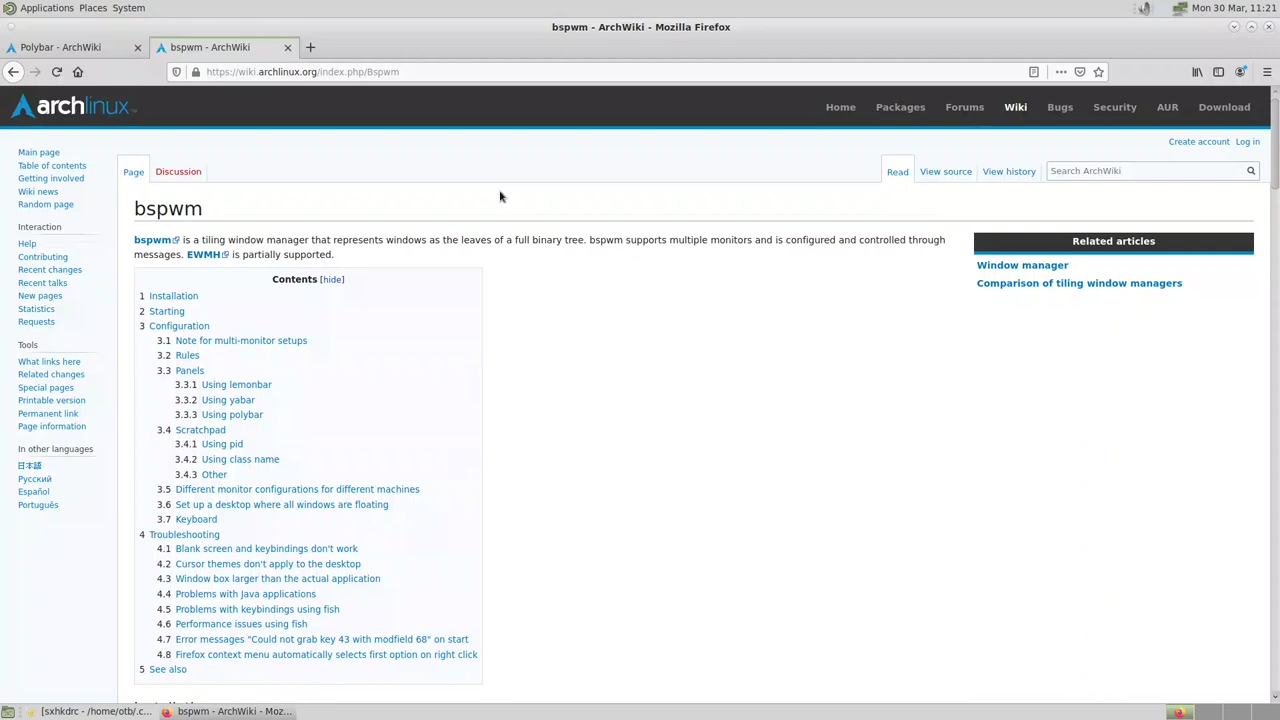 Applications Places System
Mon 30 Mar, 11:21
bspwm - ArchWiki - Mozilla Firefox
Polybar - ArchWiki
bspwm - ArchWiki
https://wiki.archlinux.org/index.php/Bspwm
archlinux
Home Packages Forums Wiki Bugs Security AUR Download
Create account Log in
Main page
Table of contents
Getting involved
Wiki news
Random page
Interaction
Help
Contributing
Recent changes
Recent talks
New pages
Statistics
Requests
Tools
What links here
Related changes
Special pages
Printable version
Permanent link
Page information
In other languages
日本語
Русский
Español
Português
Page Discussion
Read View source View history Search ArchWiki
bspwm
bspwm is a tiling window manager that represents windows as the leaves of a full binary tree. bspwm supports multiple monitors and is configured and controlled through
messages. EWMH is partially supported.
Related articles
Window manager
Comparison of tiling window managers
Contents [hide]
1 Installation
2 Starting
3 Configuration
3.1 Note for multi-monitor setups
3.2 Rules
3.3 Panels
3.3.1 Using lemonbar
3.3.2 Using yabar
3.3.3 Using polybar
3.4 Scratchpad
3.4.1 Using pid
3.4.2 Using class name
3.4.3 Other
3.5 Different monitor configurations for different machines
3.6 Set up a desktop where all windows are floating
3.7 Keyboard
4 Troubleshooting
4.1 Blank screen and keybindings don't work
4.2 Cursor themes don't apply to the desktop
4.3 Window box larger than the actual application
4.4 Problems with Java applications
4.5 Problems with keybindings using fish
4.6 Performance issues using fish
4.7 Error messages "Could not grab key 43 with modfield 68" on start
4.8 Firefox context menu automatically selects first option on right click
5 See also
[sxhkdrc - /home/otb/.c...
bspwm - ArchWiki - Moz...